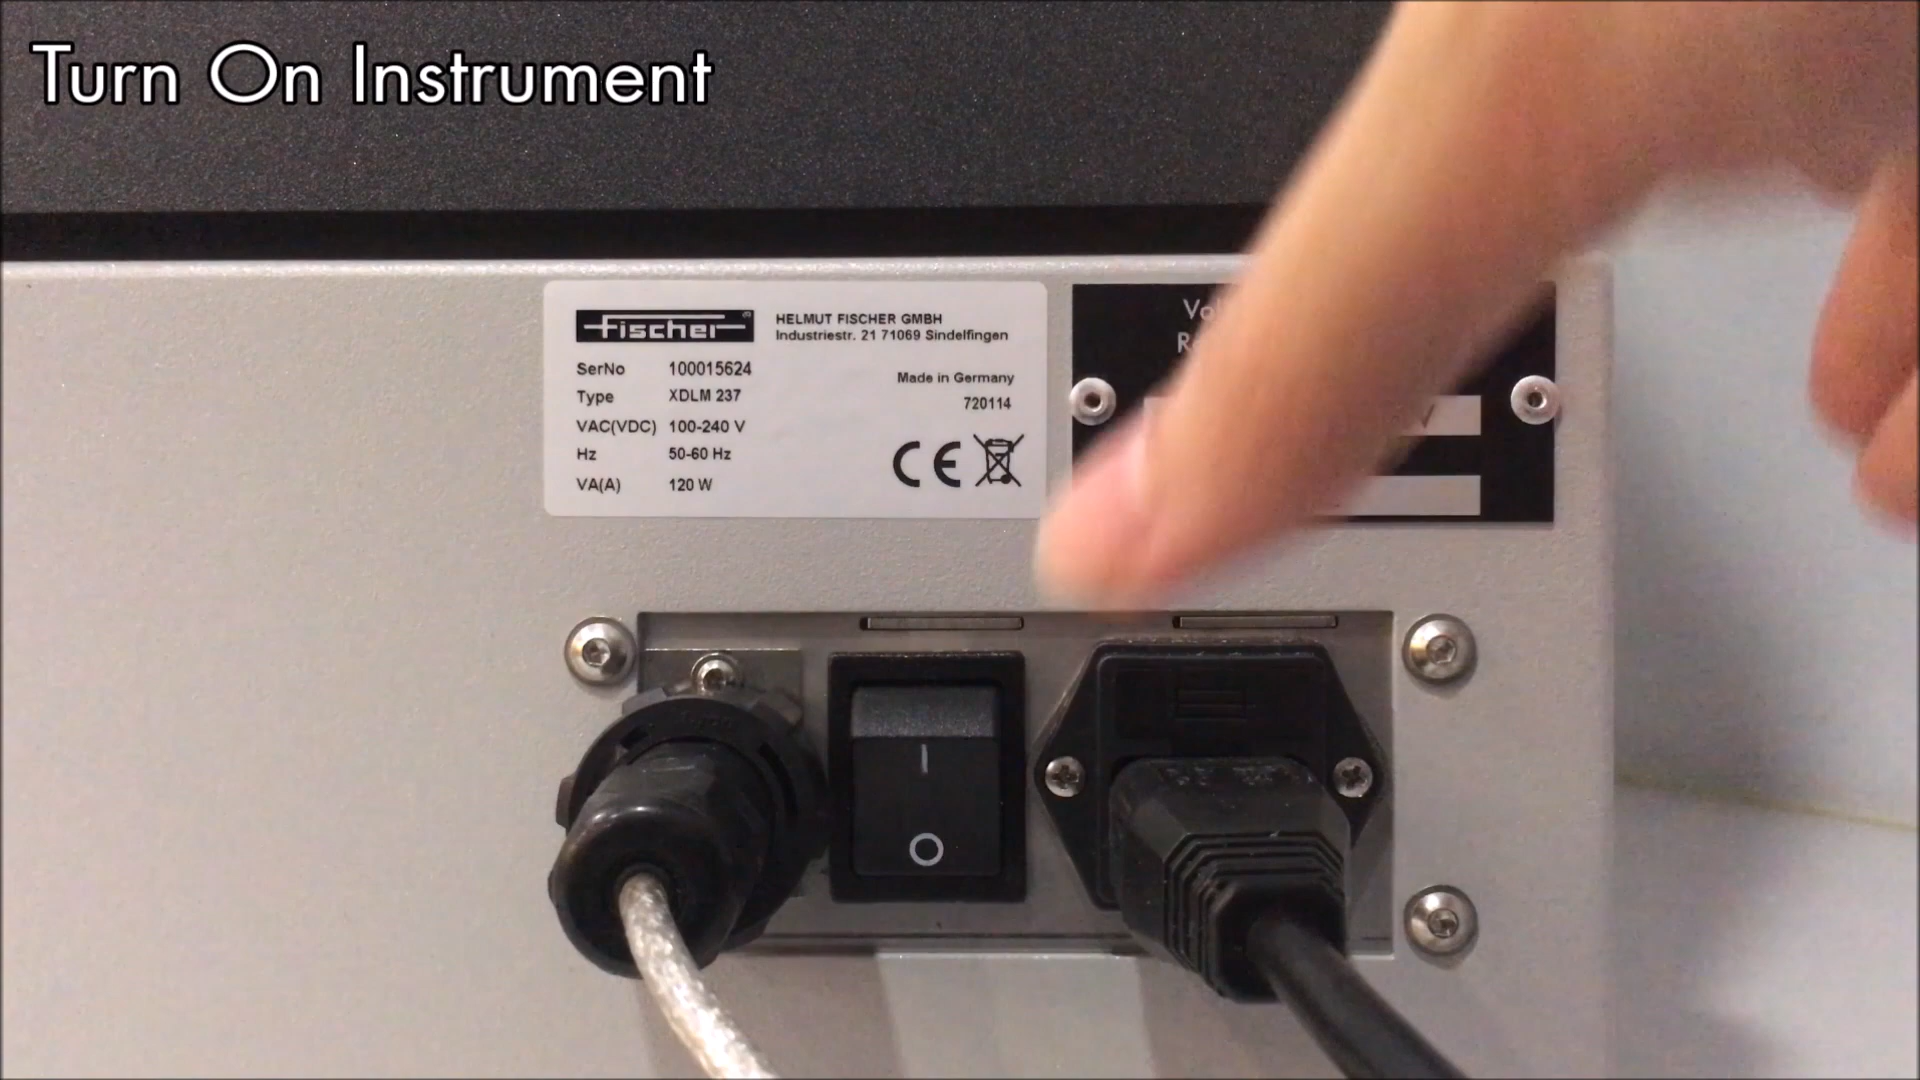 Turn On Instrument
Fischer®
HELMUT FISCHER GMBH
Industriestr. 21 71069 Sindelfingen
SerNo 100015624
Type XDLM 237
VAC(VDC) 100-240 V
Hz 50-60 Hz
VA(A) 120 W
Made in Germany
720114
CE
V
I
O